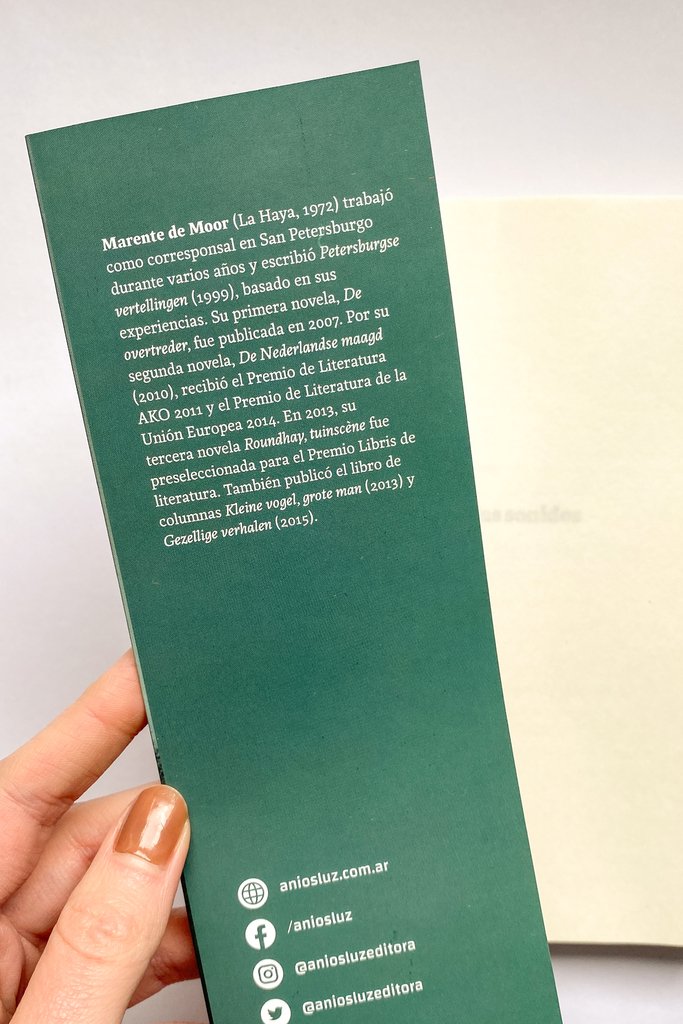 Marente de Moor (La Haya, 1972) trabajó
como corresponsal en San Petersburgo
durante varios años y escribió Petersburgse
vertellingen (1999), basado en sus
experiencias. Su primera novela, De
overtreder, fue publicada en 2007. Por su
segunda novela, De Nederlandse maagd
(2010), recibió el Premio de Literatura
AKO 2011 y el Premio de Literatura de la
Unión Europea 2014. En 2013, su
tercera novela Roundhay, tuinscène fue
preseleccionada para el Premio Libris de
literatura. También publicó el libro de
columnas Kleine vogel, grote man (2013) y
Gezellige verhalen (2015).
aniosluz.com.ar
/aniosluz
@aniosluzeditora
@aniosluzeditora